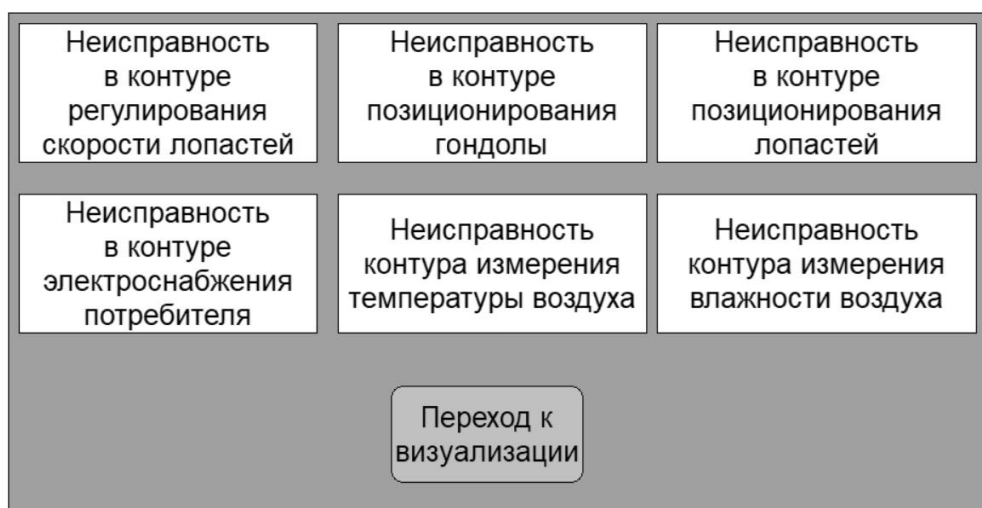 Неисправность
в контуре
регулирования
скорости лопастей
Неисправность
в контуре
позиционирования
гондолы
Неисправность
в контуре
позиционирования
лопастей
Неисправность
в контуре
электроснабжения
потребителя
Неисправность
контура измерения
температуры воздуха
Неисправность
контура измерения
влажности воздуха
Переход к
визуализации